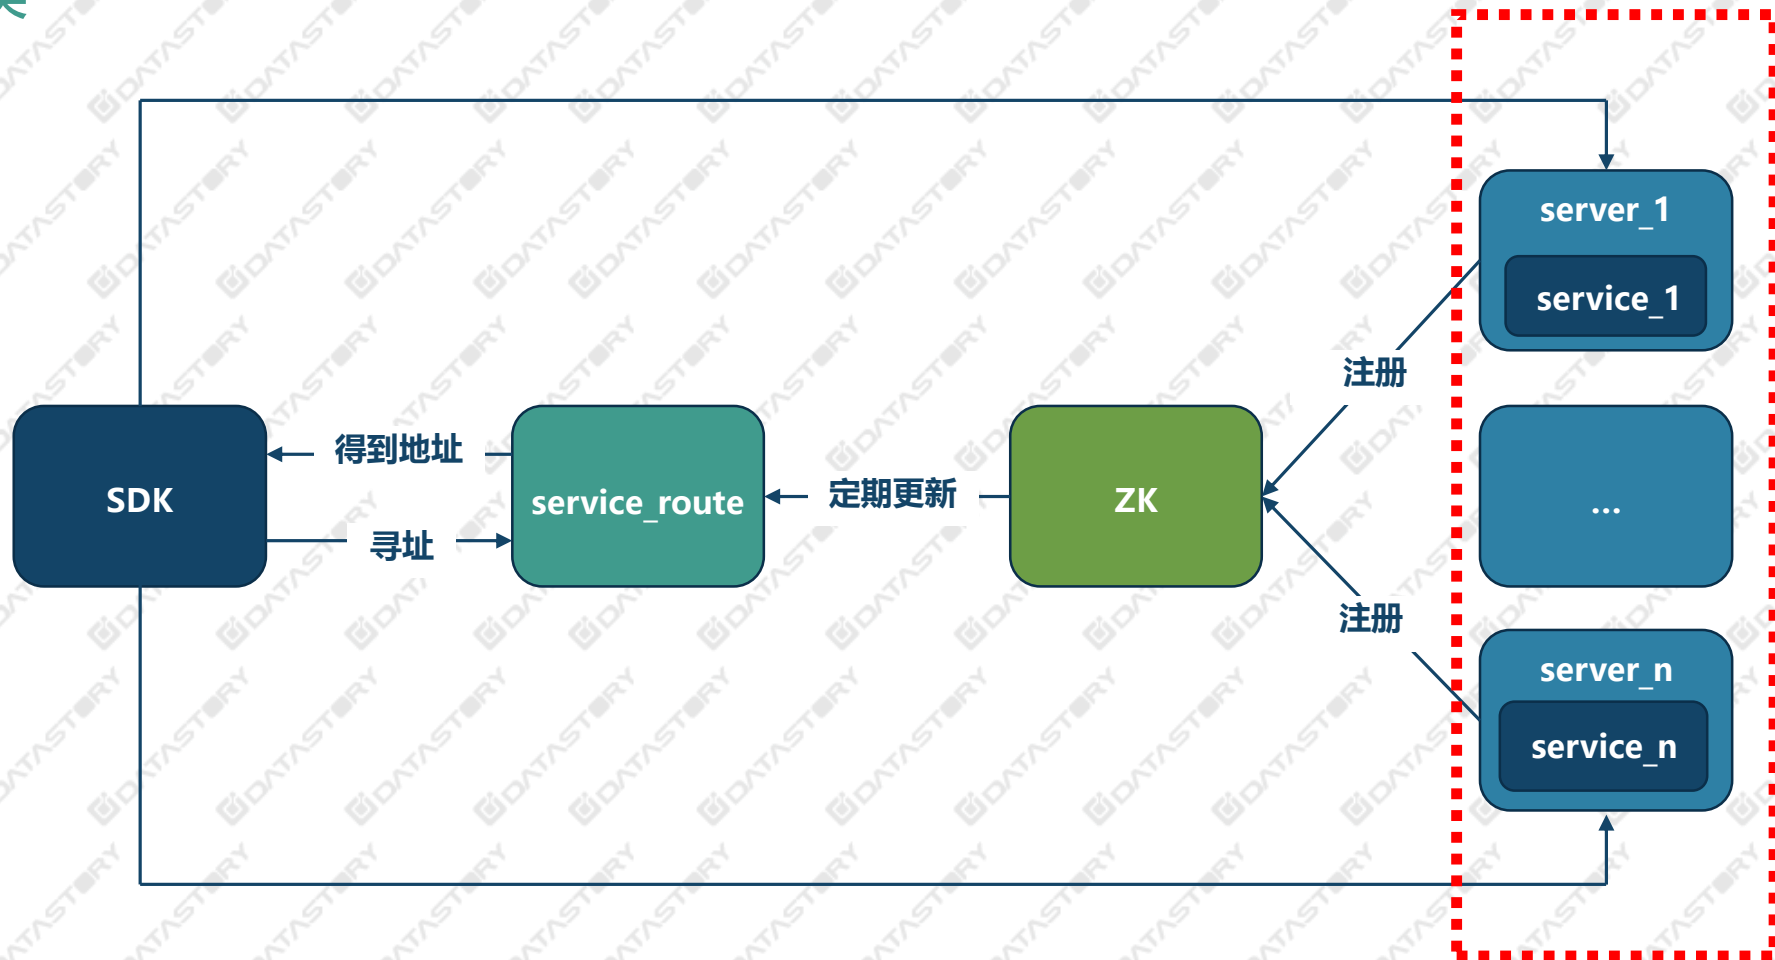 server_1
service_1
注册
得到地址
SDK
service_route
定期更新
ZK
...
寻址
注册
server_n
service_n
DATASTORY